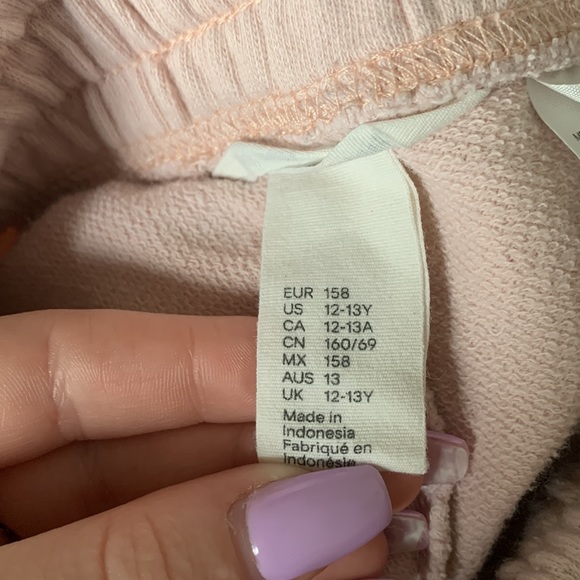 EUR 158
US 12-13Y
CA 12-13A
CN 160/69
MX 158
AUS 13
UK 12-13Y
Made in
Indonesia
Fabriqué en
Indonésie